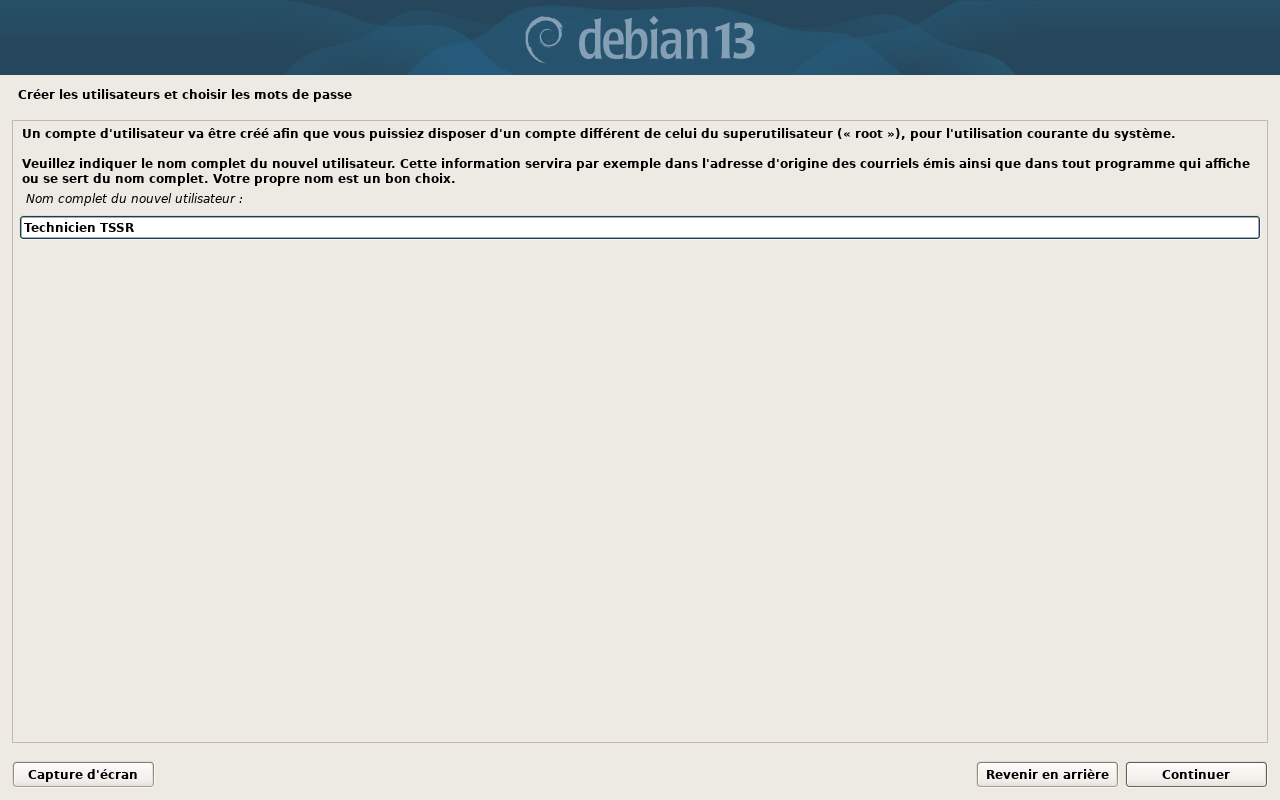 debian 13
Créer les utilisateurs et choisir les mots de passe
Un compte d'utilisateur va être créé afin que vous puissiez disposer d'un compte différent de celui du superutilisateur (« root »), pour l'utilisation courante du système.
Veuillez indiquer le nom complet du nouvel utilisateur. Cette information servira par exemple dans l'adresse d'origine des courriels émis ainsi que dans tout programme qui affiche
ou se sert du nom complet. Votre propre nom est un bon choix.
Nom complet du nouvel utilisateur :
Technicien TSSR
Capture d'écran
Revenir en arrière
Continuer